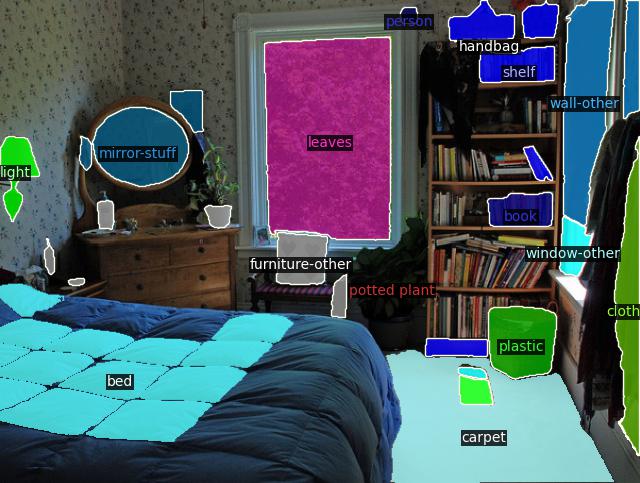 person
handbag
shelf
wall-other
leaves
mirror-stuff
light
book
window-other
furniture-other
potted plant
cloth
plastic
bed
carpet